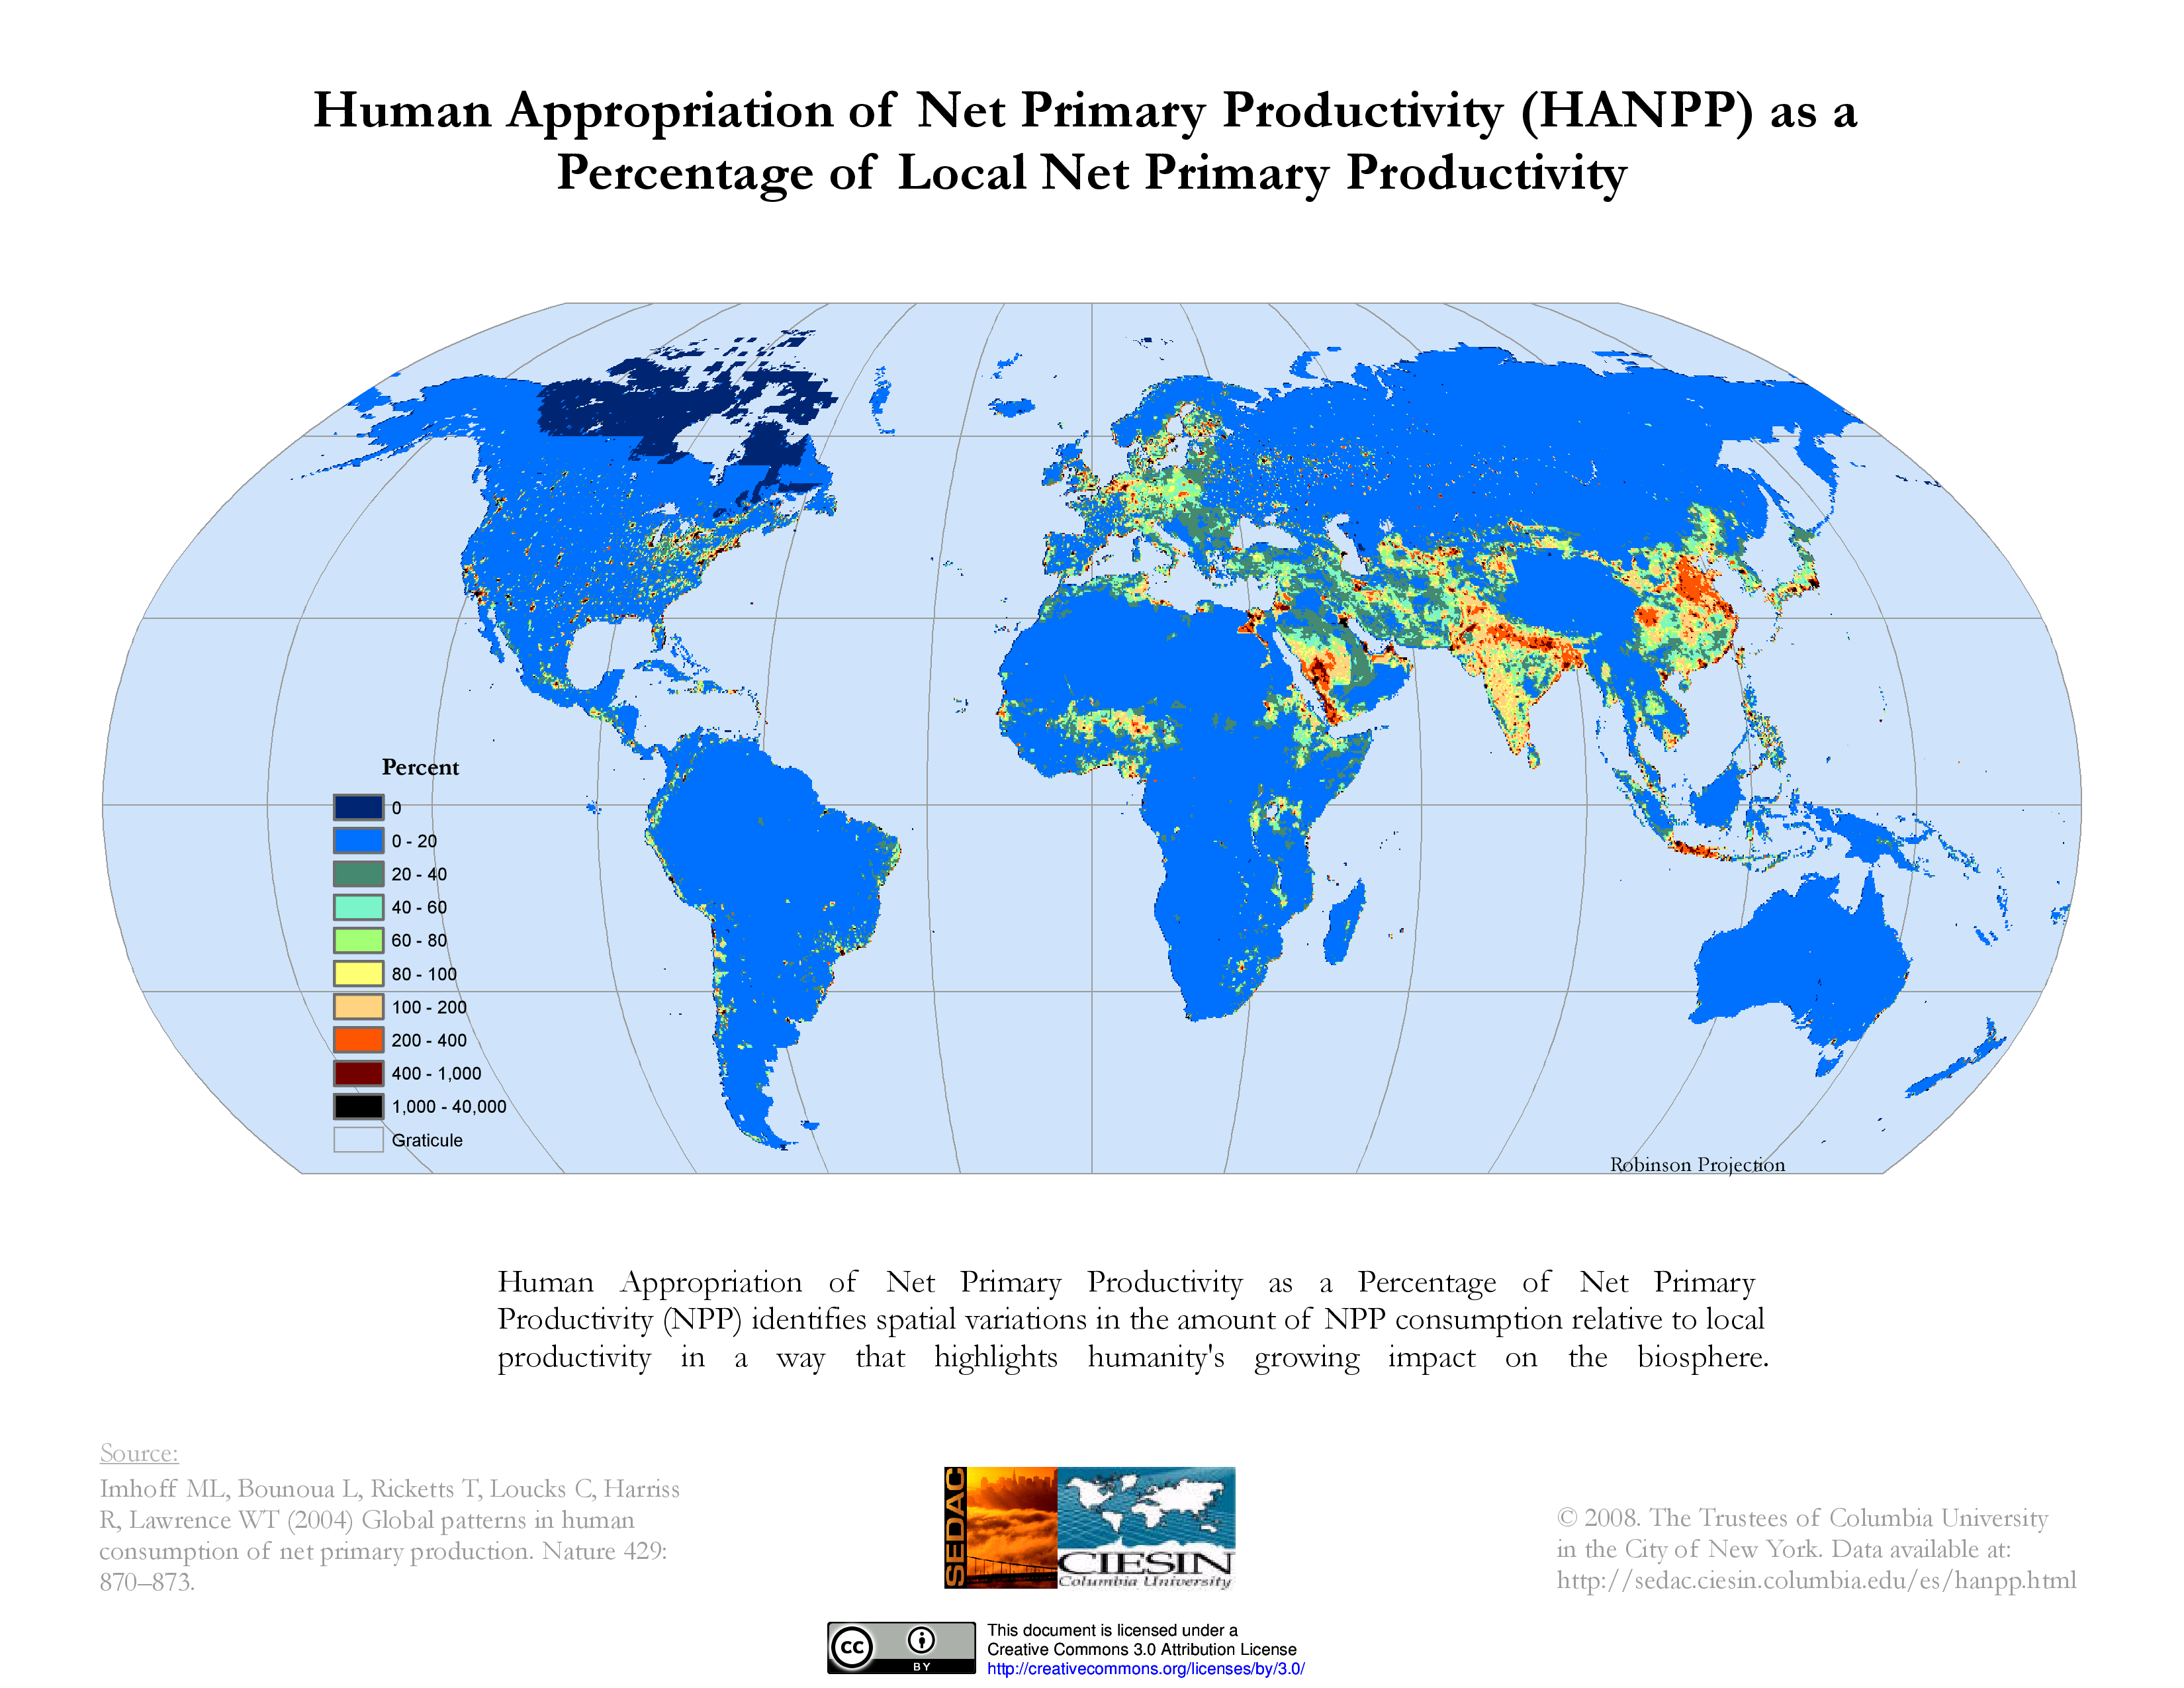 Human Appropriation of Net Primary Productivity (HANPP) as a
Percentage of Local Net Primary Productivity
Percent
0
0 - 20
20 - 40
40 - 60
60 - 80
80 - 100
100 - 200
200 - 400
400 - 1,000
1,000 - 40,000
Graticule
Robinson Projection
Human Appropriation of Net Primary Productivity as a Percentage of Net Primary
Productivity (NPP) identifies spatial variations in the amount of NPP consumption relative to local
productivity in a way that highlights humanity's growing impact on the biosphere.
Source:
Imhoff ML, Bounoua L, Ricketts T, Loucks C, Harriss
R, Lawrence WT (2004) Global patterns in human
consumption of net primary production. Nature 429:
870–873.
SEDAC
CIESIN
Columbia University
© 2008. The Trustees of Columbia University
in the City of New York. Data available at:
http://sedac.ciesin.columbia.edu/es/hanpp.html
cc
BY
This document is licensed under a
Creative Commons 3.0 Attribution License
http://creativecommons.org/licenses/by/3.0/